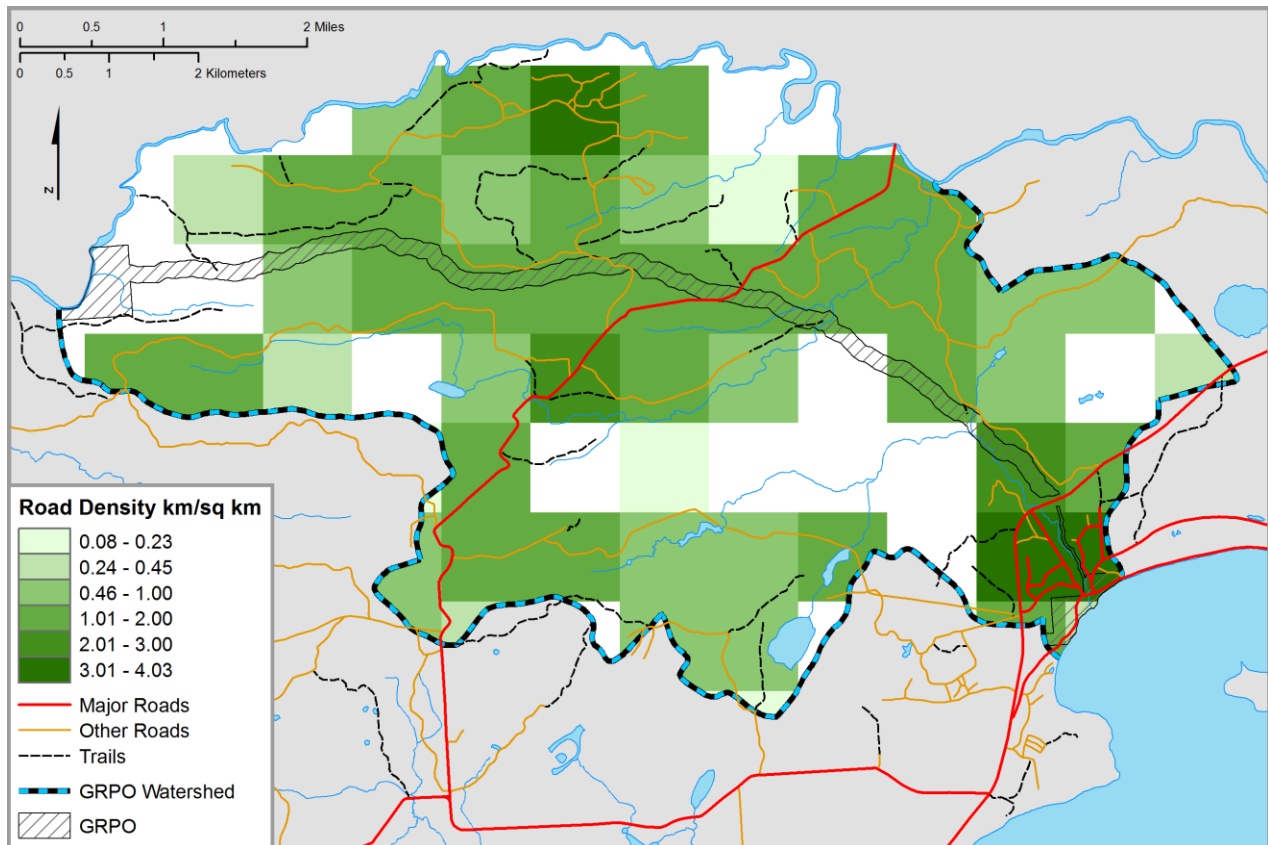 0 0.5 1 2 Miles
0 0.5 1 2 Kilometers
N
Road Density km/sq km
0.08 - 0.23
0.24 - 0.45
0.46 - 1.00
1.01 - 2.00
2.01 - 3.00
3.01 - 4.03
Major Roads
Other Roads
Trails
GRPO Watershed
GRPO